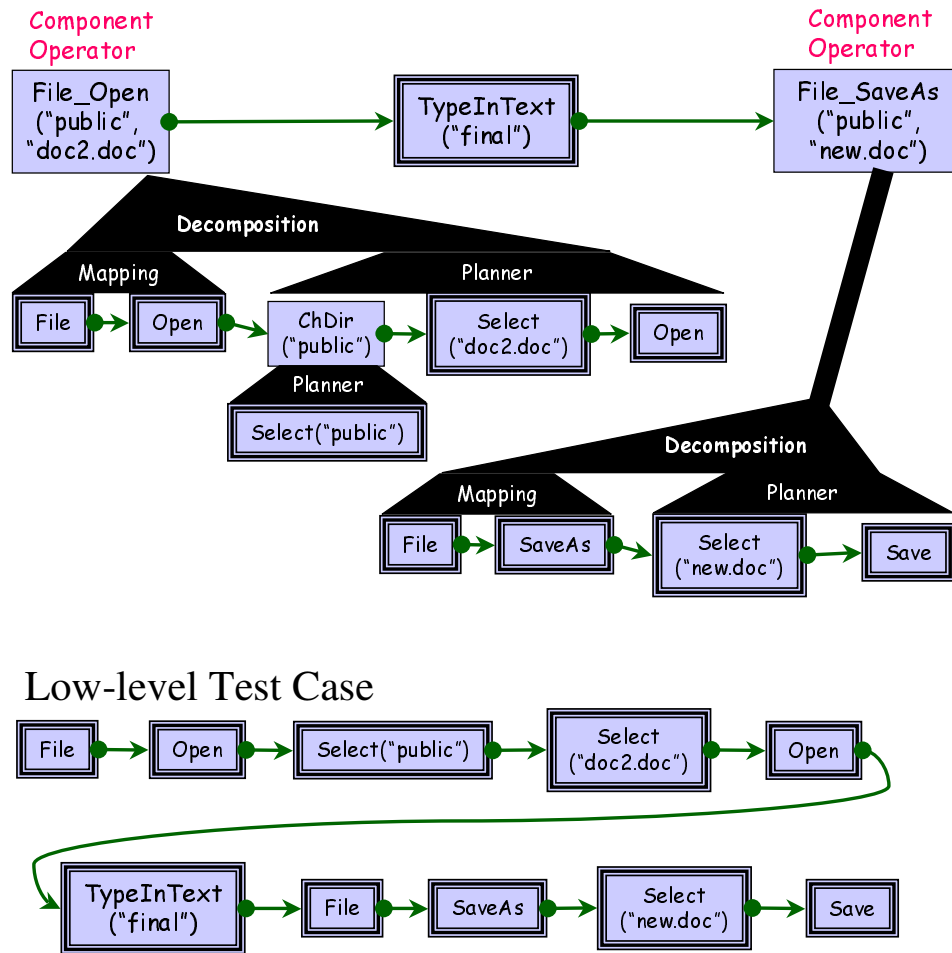 Component
Operator
Component
Operator
File_Open
("public",
"doc2.doc")
TypeInText
("final")
File_SaveAs
("public",
"new.doc")
Decomposition
Mapping
Planner
File
Open
ChDir
("public")
Select
("doc2.doc")
Open
Planner
Select("public")
Decomposition
Mapping
Planner
File
SaveAs
Select
("new.doc")
Save
Low-level Test Case
File
Open
Select("public")
Select
("doc2.doc")
Open
TypeInText
("final")
File
SaveAs
Select
("new.doc")
Save